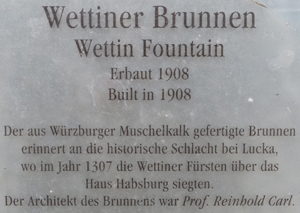 Wettiner Brunnen
Wettin Fountain
Erbaut 1908
Built in 1908
Der aus Würzburger Muschelkalk gefertigte Brunnen
erinnert an die historische Schlacht bei Lucka,
wo im Jahr 1307 die Wettiner Fürsten über das
Haus Habsburg siegten.
Der Architekt des Brunnens war Prof. Reinhold Carl.